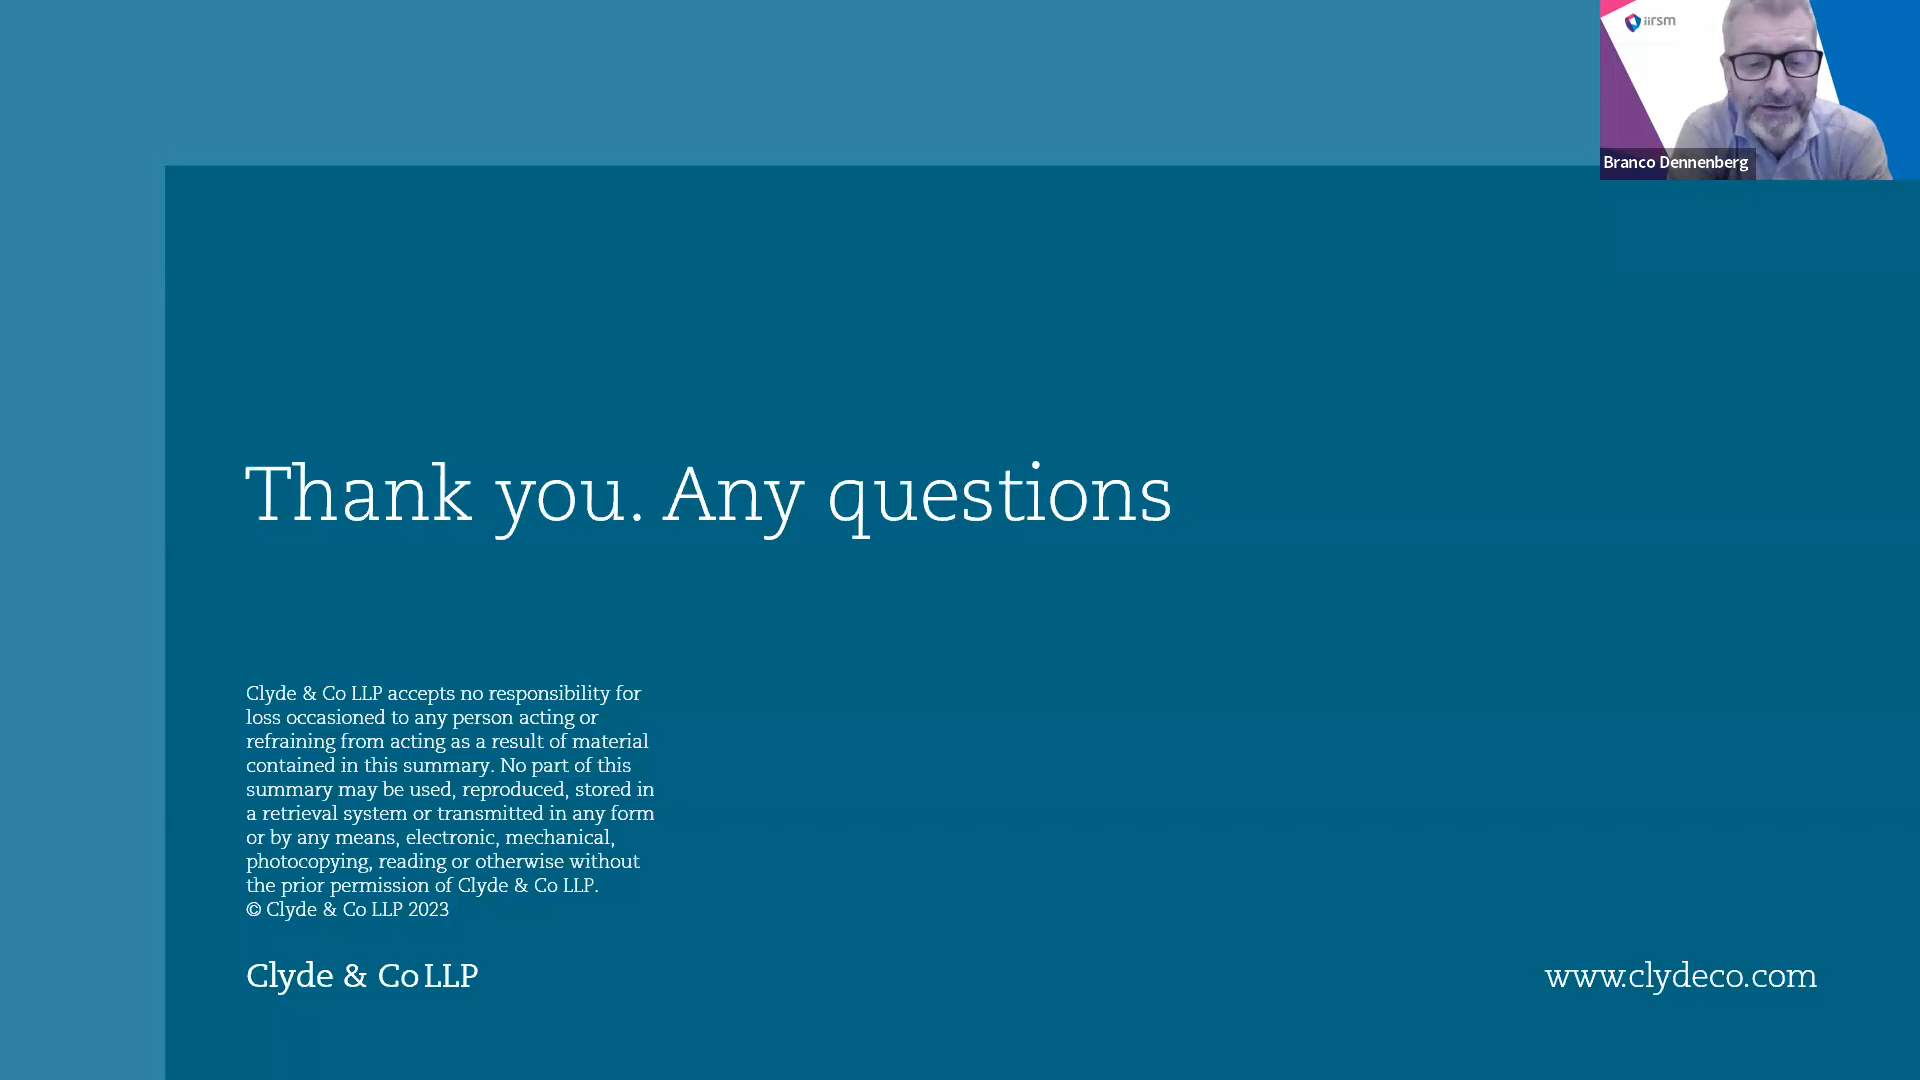 iirsm
Branco Dennenberg
Thank you. Any questions
Clyde & Co LLP accepts no responsibility for
loss occasioned to any person acting or
refraining from acting as a result of material
contained in this summary. No part of this
summary may be used, reproduced, stored in
a retrieval system or transmitted in any form
or by any means, electronic, mechanical,
photocopying, reading or otherwise without
the prior permission of Clyde & Co LLP.
© Clyde & Co LLP 2023
Clyde & Co LLP
www.clydeco.com